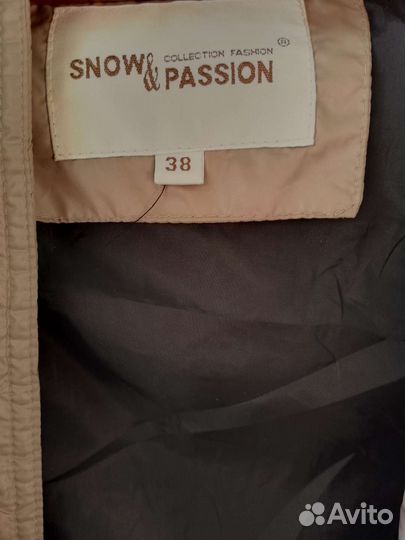 COLLECTION FASHION ®
SNOW & PASSION
38
Avito